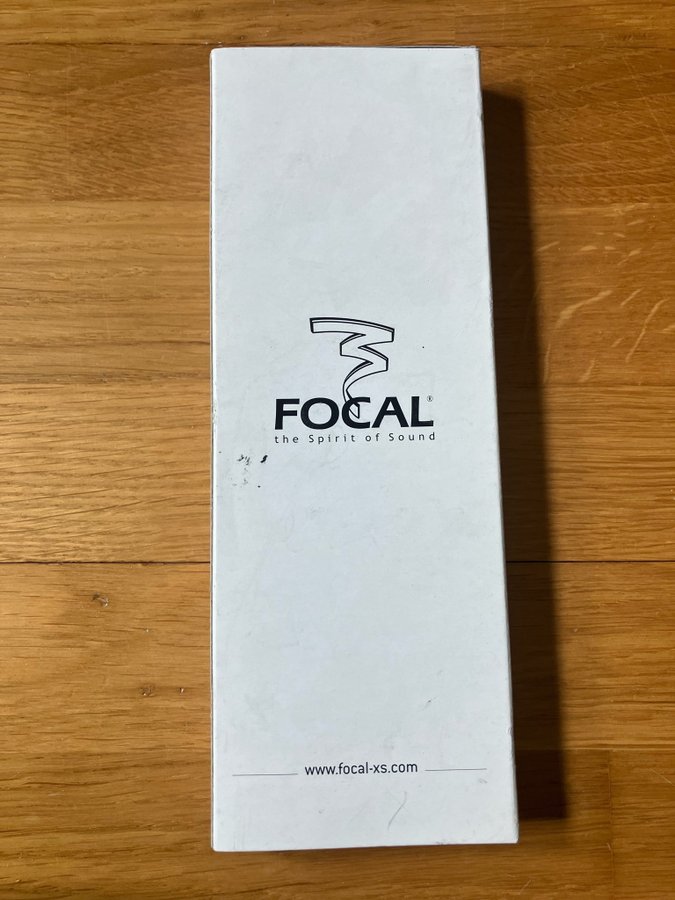 FOCAL®
the Spirit of Sound
www.focal-xs.com